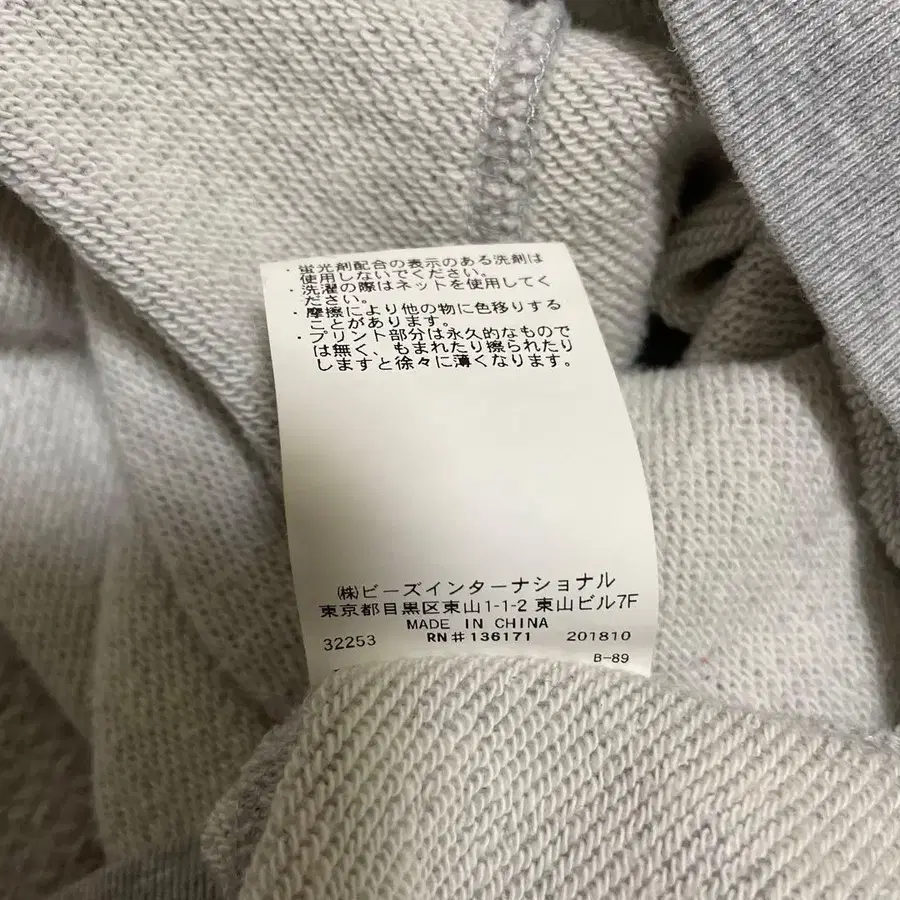 ・蛍光剤配合の表示のある洗剤は
使用しないでください。
・洗濯の際はネットを使用してく
ださい。
・摩擦により他の物に色移りする
ことがあります。
・プリント部分は永久的なもので
は無く、もまれたり擦られたり
しますと徐々に薄くなります。
㈱ビーズインターナショナル
東京都目黒区東山1-1-2 東山ビル7F
MADE IN CHINA
32253 RN#136171 201810
B-89